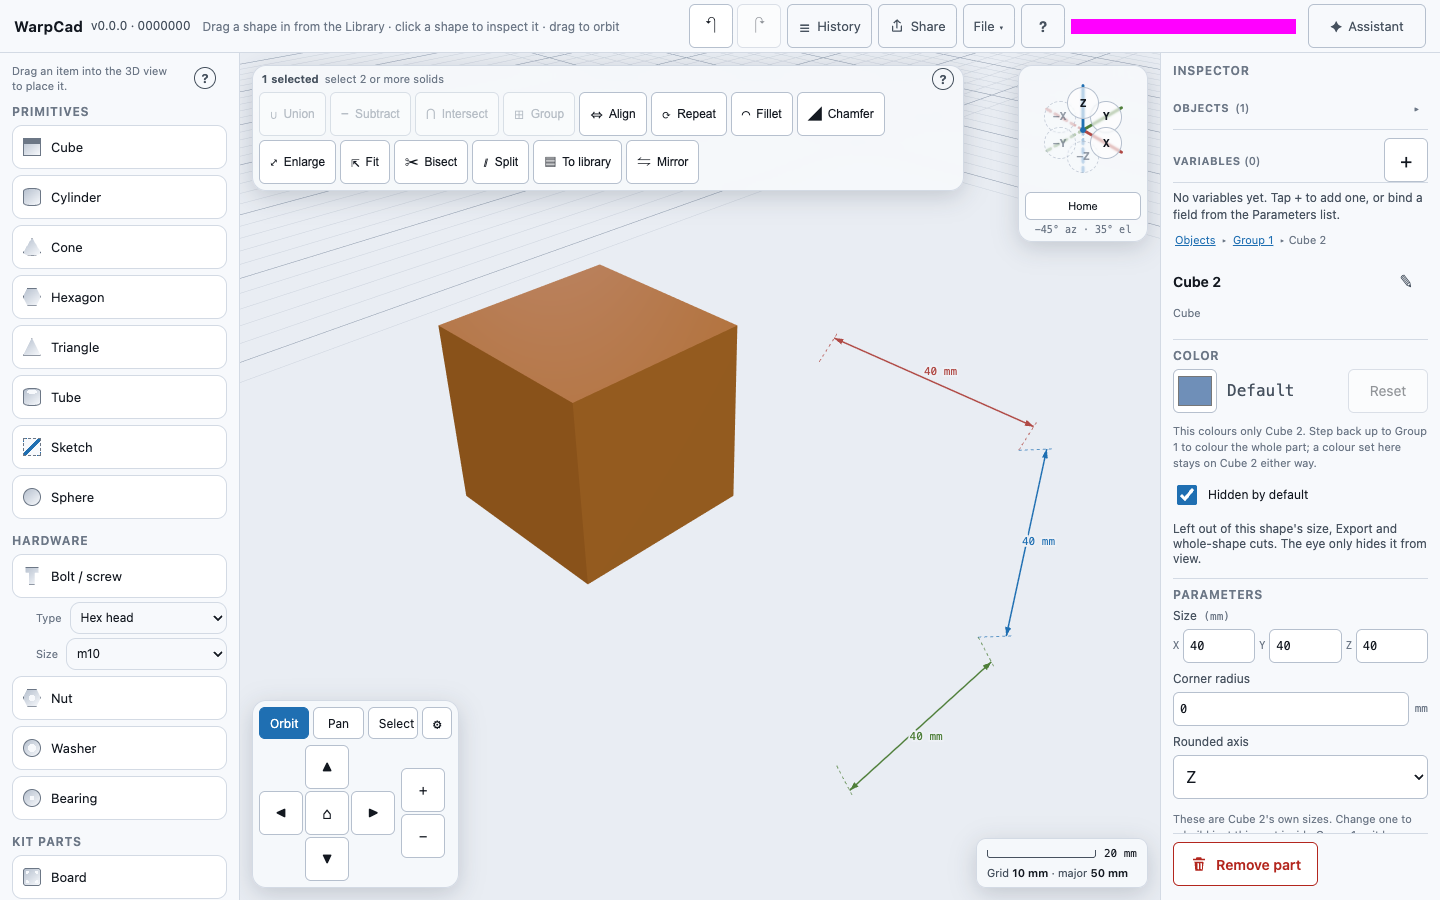 WarpCad v0.0.0 · 0000000 Drag a shape in from the Library · click a shape to inspect it · drag to orbit
History
Share
File
?
Assistant
Drag an item into the 3D view
to place it.
?
PRIMITIVES
Cube
Cylinder
Cone
Hexagon
Triangle
Tube
Sketch
Sphere
HARDWARE
Bolt / screw
Type Hex head
Size m10
Nut
Washer
Bearing
KIT PARTS
Board
1 selected select 2 or more solids
?
Union
Subtract
Intersect
Group
Align
Repeat
Fillet
Chamfer
Enlarge
Fit
Bisect
Split
To library
Mirror
Z
−X
Y
−Y
X
−Z
Home
−45° az · 35° el
40 mm
40 mm
40 mm
Orbit
Pan
Select
+
−
20 mm
Grid 10 mm · major 50 mm
INSPECTOR
OBJECTS (1)
VARIABLES (0)
+
No variables yet. Tap + to add one, or bind a
field from the Parameters list.
Objects ▸ Group 1 ▸ Cube 2
Cube 2
Cube
COLOR
Default
Reset
This colours only Cube 2. Step back up to Group
1 to colour the whole part; a colour set here
stays on Cube 2 either way.
Hidden by default
Left out of this shape's size, Export and
whole-shape cuts. The eye only hides it from
view.
PARAMETERS
Size (mm)
X 40 Y 40 Z 40
Corner radius
0 mm
Rounded axis
Z
These are Cube 2's own sizes. Change one to
Remove part